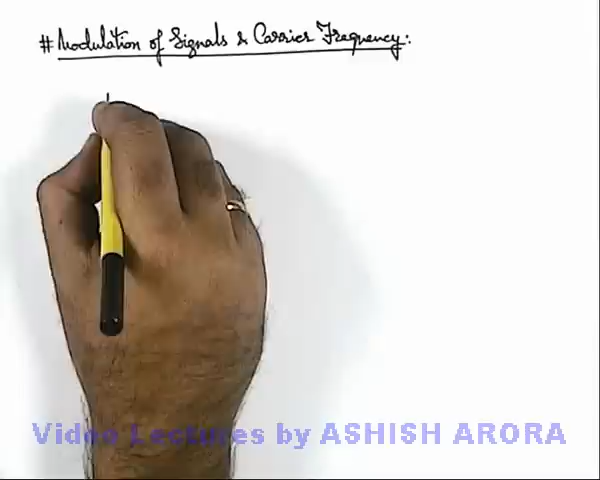 # Modulation of Signals & Carrier Frequency:
Video Lectures by ASHISH ARORA